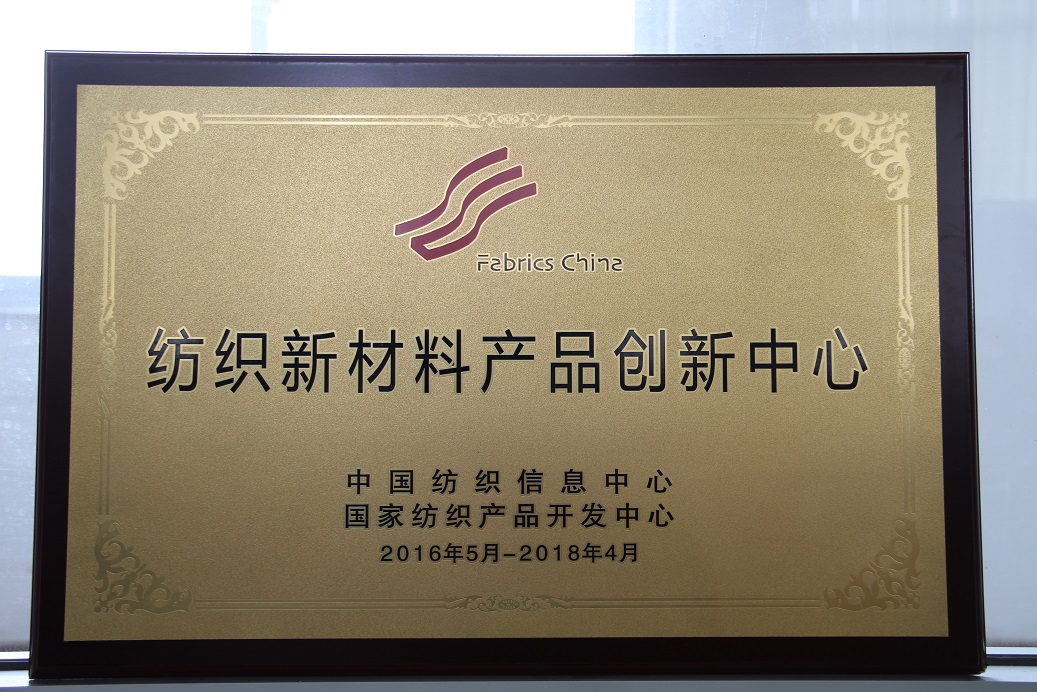 Fabrics China
纺织新材料产品创新中心
中国纺织信息中心
国家纺织产品开发中心
2016年5月-2018年4月